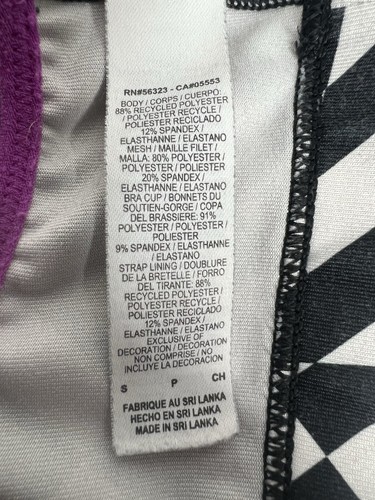 RN#56323 - CA#05553
BODY / CORPS / CUERPO:
88% RECYCLED POLYESTER
/ POLYESTER RECYCLE /
POLIESTER RECICLADO
12% SPANDEX /
ELASTHANNE / ELASTANO
MESH / MAILLE FILET /
MALLA: 80% POLYESTER /
POLYESTER / POLIESTER
20% SPANDEX /
ELASTHANNE / ELASTANO
BRA CUP / BONNETS DU
SOUTIEN-GORGE / COPA
DEL BRASSIERE: 91%
POLYESTER / POLYESTER
/ POLIESTER
9% SPANDEX / ELASTHANNE
/ ELASTANO
STRAP LINING / DOUBLURE
DE LA BRETELLE / FORRO
DEL TIRANTE: 88%
RECYCLED POLYESTER /
POLYESTER RECYCLE /
POLIESTER RECICLADO
12% SPANDEX /
ELASTHANNE / ELASTANO
EXCLUSIVE OF
DECORATION / DECORATION
NON COMPRISE / NO
INCLUYE LA DECORACION
S P CH
FABRIQUE AU SRI LANKA
HECHO EN SRI LANKA
MADE IN SRI LANKA